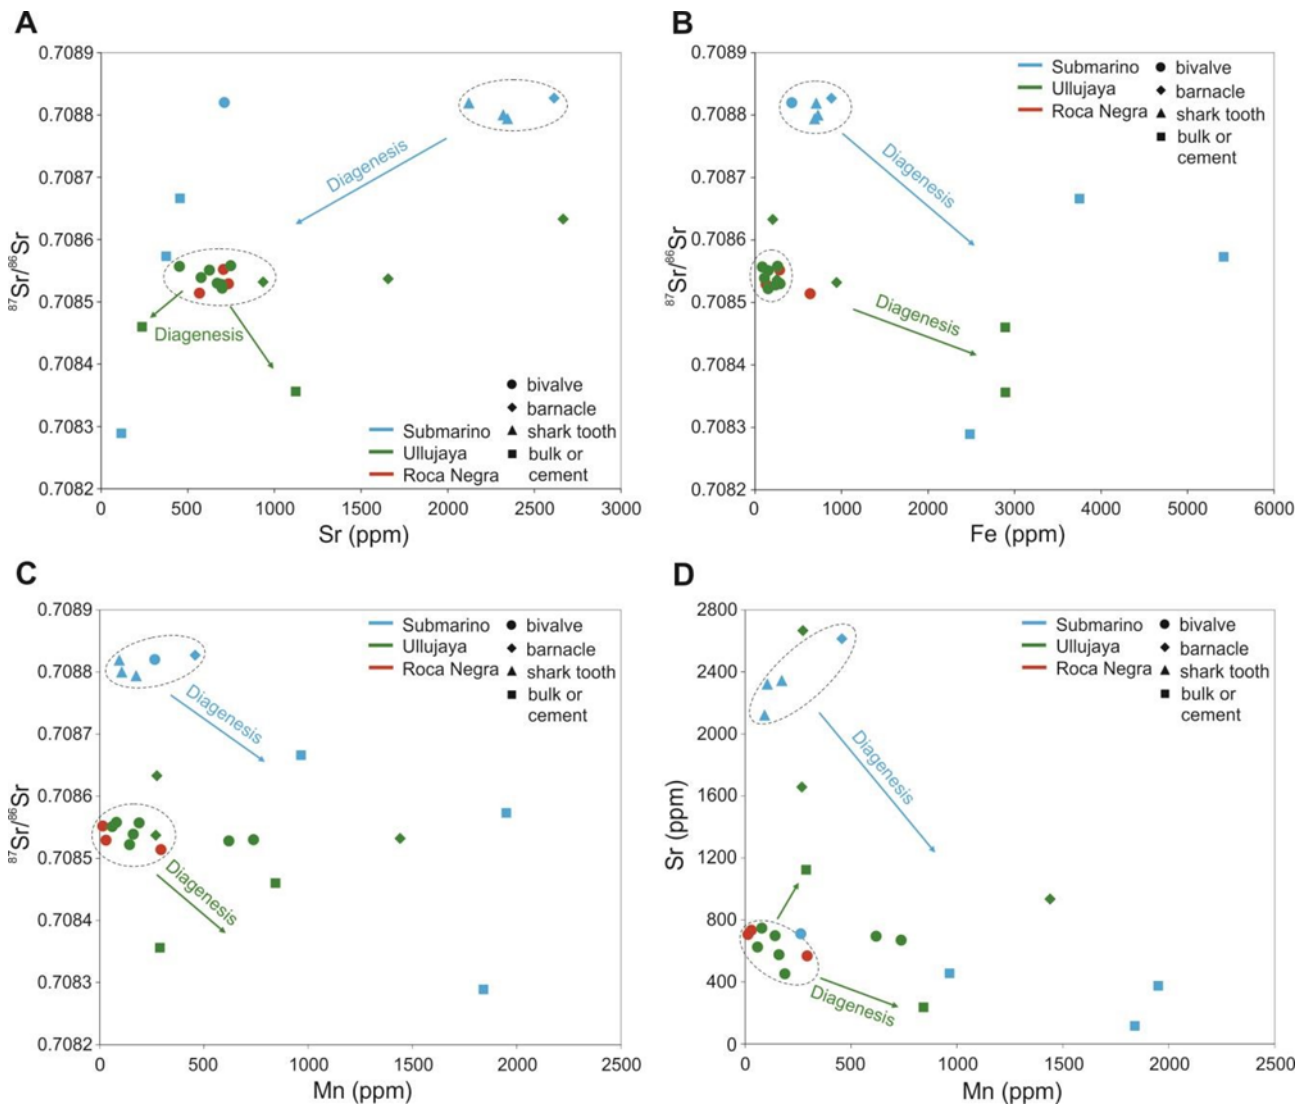 A
0.7089
0.7088
0.7087
0.7086
0.7085
0.7084
0.7083
0.7082
87Sr/86Sr
Diagenesis
Diagenesis
bivalve
barnacle
Submarino
shark tooth
Ullujaya
bulk or
Roca Negra
cement
0
500
1000
1500
2000
2500
3000
Sr (ppm)
B
0.7089
0.7088
0.7087
0.7086
0.7085
0.7084
0.7083
0.7082
87Sr/86Sr
Submarino
bivalve
Ullujaya
barnacle
Roca Negra
shark tooth
bulk or
cement
Diagenesis
Diagenesis
0
1000
2000
3000
4000
5000
6000
Fe (ppm)
C
0.7089
0.7088
0.7087
0.7086
0.7085
0.7084
0.7083
0.7082
87Sr/86Sr
Submarino
bivalve
Ullujaya
barnacle
Roca Negra
shark tooth
bulk or
cement
Diagenesis
Diagenesis
0
500
1000
1500
2000
2500
Mn (ppm)
D
2800
2400
2000
1600
1200
800
400
0
Sr (ppm)
Submarino
bivalve
Ullujaya
barnacle
Roca Negra
shark tooth
bulk or
cement
Diagenesis
Diagenesis
0
500
1000
1500
2000
2500
Mn (ppm)